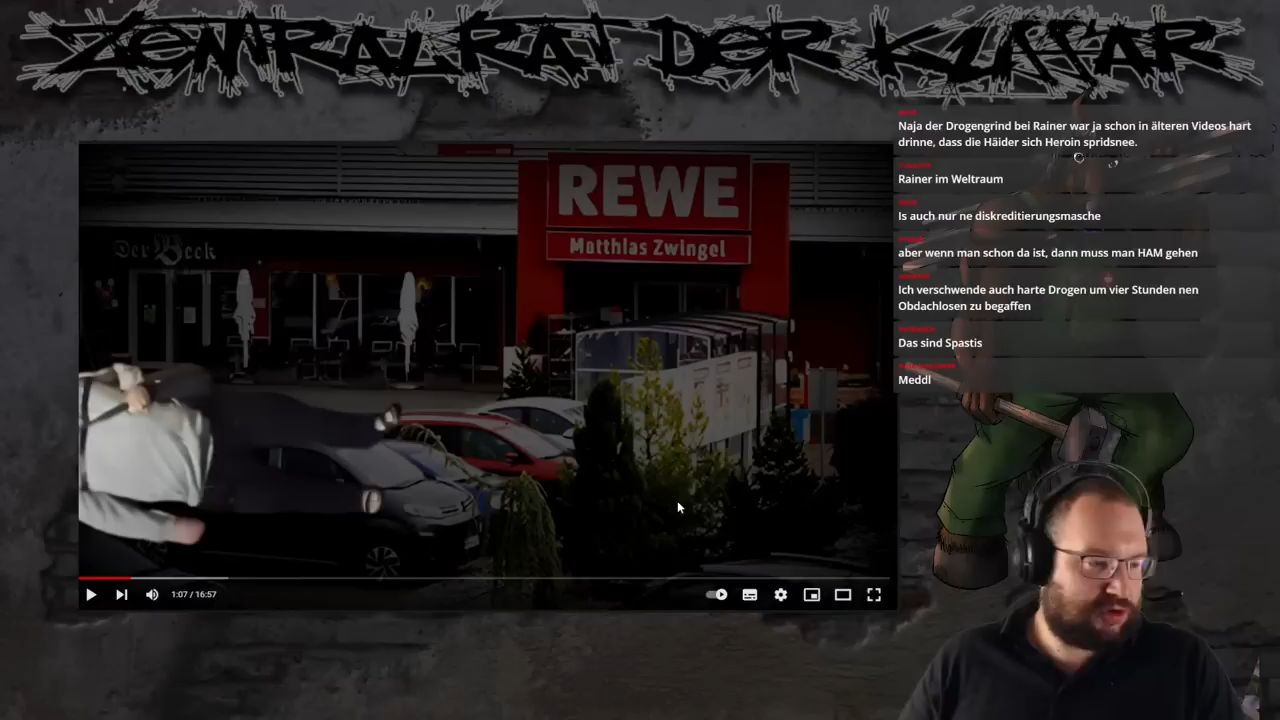 ZENTRALRAT DER KUFFAR
REWE
Matthias Zwingel
Der Beck
Naja der Drogengrind bei Rainer war ja schon in älteren Videos hart
drinne, dass die Häider sich Heroin spridsnee.
Rainer im Weltraum
Is auch nur ne diskreditierungsmasche
aber wenn man schon da ist, dann muss man HAM gehen
Ich verschwende auch harte Drogen um vier Stunden nen
Obdachlosen zu begaffen
Das sind Spastis
Meddl
1:07 / 16:57